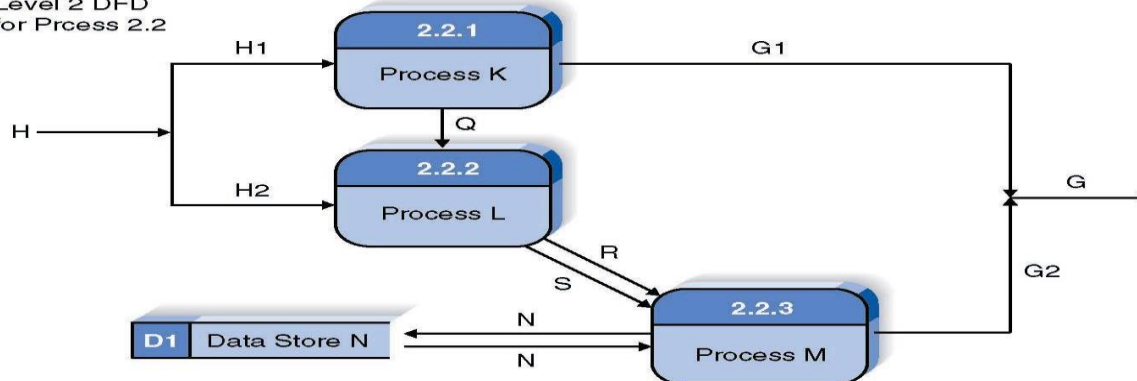 Level 2 DFD
for Prcess 2.2
2.2.1
H1
G1
Process K
H
Q
2.2.2
G
H2
Process L
R
G2
S
2.2.3
N
D1 Data Store N
N
Process M